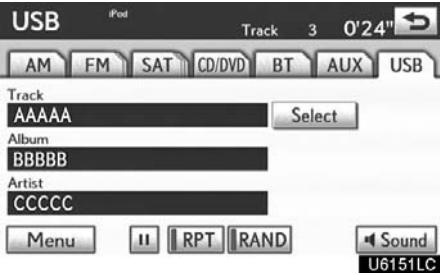 USB iPod Track 3 0'24"
AM FM SAT CD/DVD BT AUX USB
Track
AAAAA Select
Album
BBBBB
Artist
CCCCC
Menu RPT RAND Sound
U6151LC